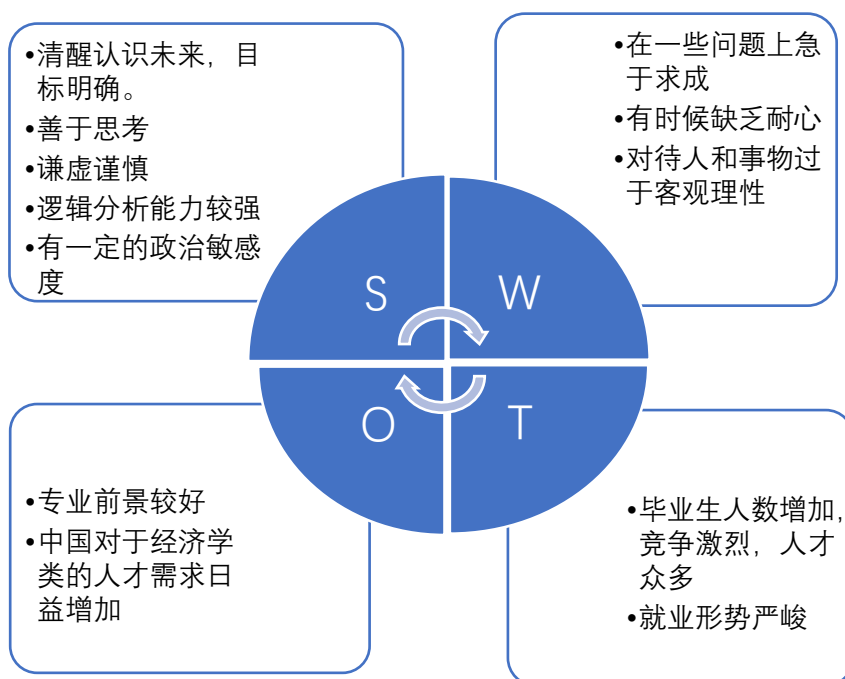 •清醒认识未来，目
标明确。
•善于思考
•谦虚谨慎
•逻辑分析能力较强
•有一定的政治敏感
度
•在一些问题上急
于求成
•有时候缺乏耐心
•对待人和事物过
于客观理性
S
W
O
T
•专业前景较好
•中国对于经济学
类的人才需求日
益增加
•毕业生人数增加，
竞争激烈，人才
众多
•就业形势严峻